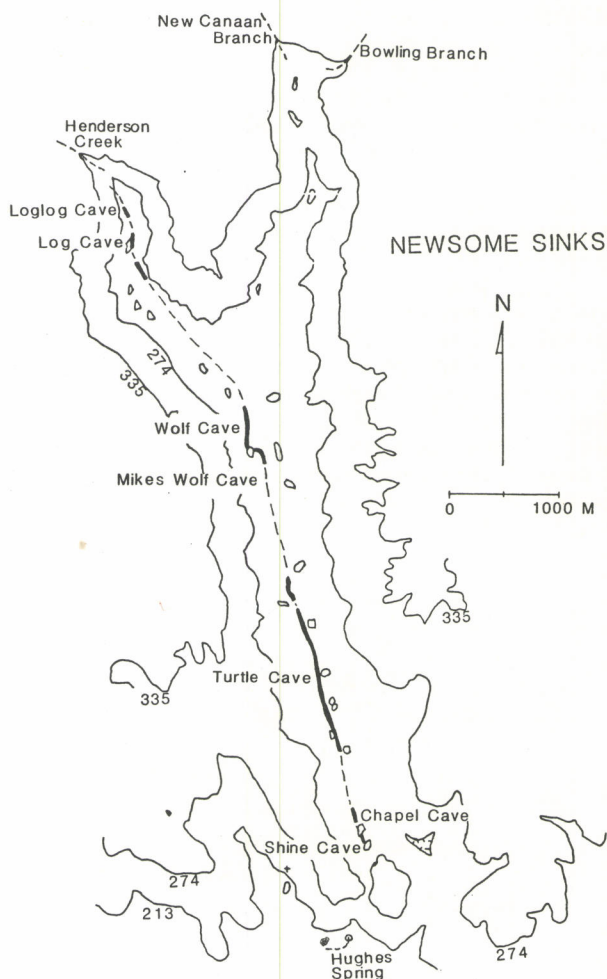 New Canaan
Branch
Bowling Branch
Henderson
Creek
Loglog Cave
Log Cave
NEWSOME SINKS
N
274
335
Wolf Cave
Mikes Wolf Cave
0 1000 M
335
Turtle Cave
335
Chapel Cave
Shine Cave
274
213
274
Hughes
Spring